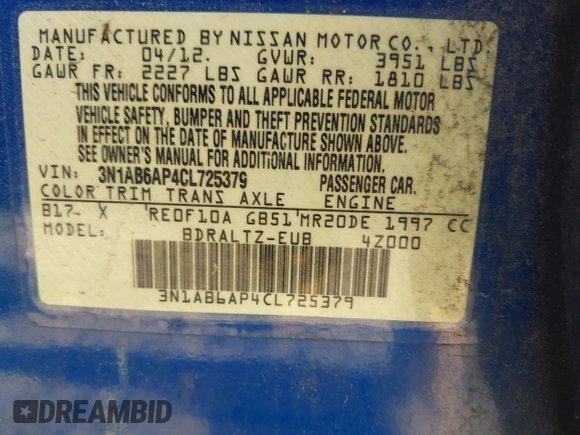 MANUFACTURED BY NISSAN MOTOR CO., LTD.
DATE: 04/12. GVWR: 3951 LBS
GAWR FR: 2227 LBS GAWR RR: 1810 LBS
THIS VEHICLE CONFORMS TO ALL APPLICABLE FEDERAL MOTOR
VEHICLE SAFETY, BUMPER AND THEFT PREVENTION STANDARDS
IN EFFECT ON THE DATE OF MANUFACTURE SHOWN ABOVE.
SEE OWNER'S MANUAL FOR ADDITIONAL INFORMATION.
VIN: 3N1AB6AP4CL725379 PASSENGER CAR.
COLOR TRIM TRANS AXLE ENGINE
B17- X RE0F10A GB51 MR20DE 1997 CC
MODEL: BDRALTZ-EUB 4Z000
3N1AB6AP4CL725379
DREAMBID